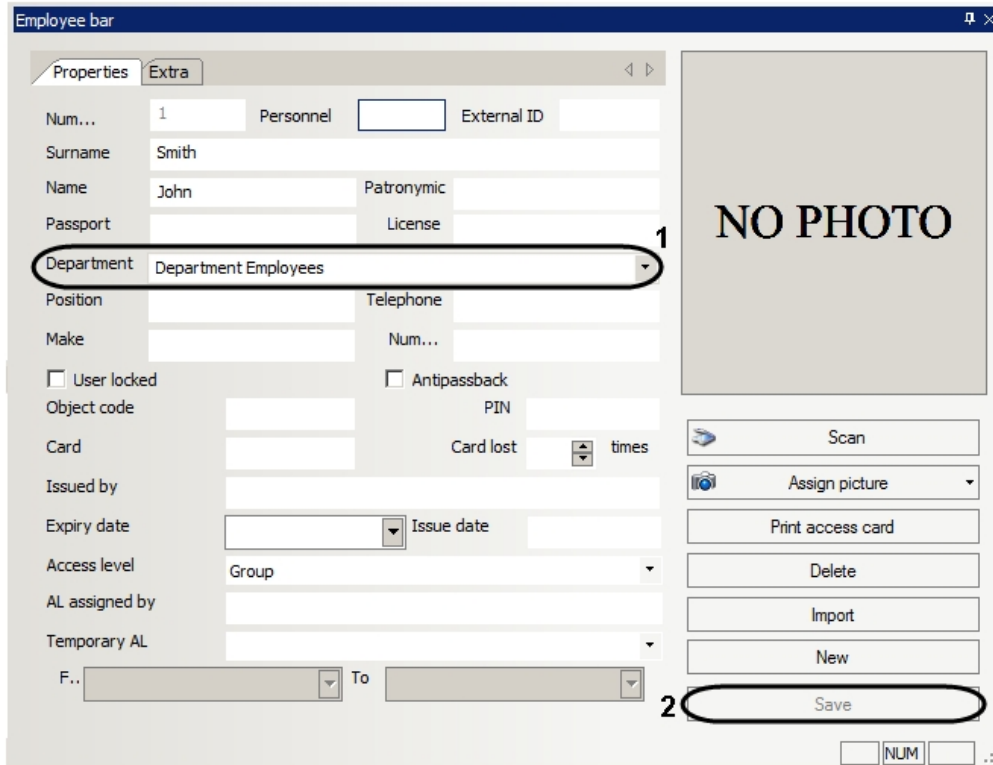 Employee bar
Properties Extra
Num... 1 Personnel External ID
Surname Smith
Name John Patronymic
NO PHOTO
Passport License
1
Department Department Employees
Position Telephone
Make Num...
User locked Antipassback
Object code PIN
Card Card lost times
Scan
Issued by
Assign picture
Expiry date Issue date
Print access card
Access level Group
Delete
AL assigned by
Import
Temporary AL
New
F.. To
2 Save
NUM